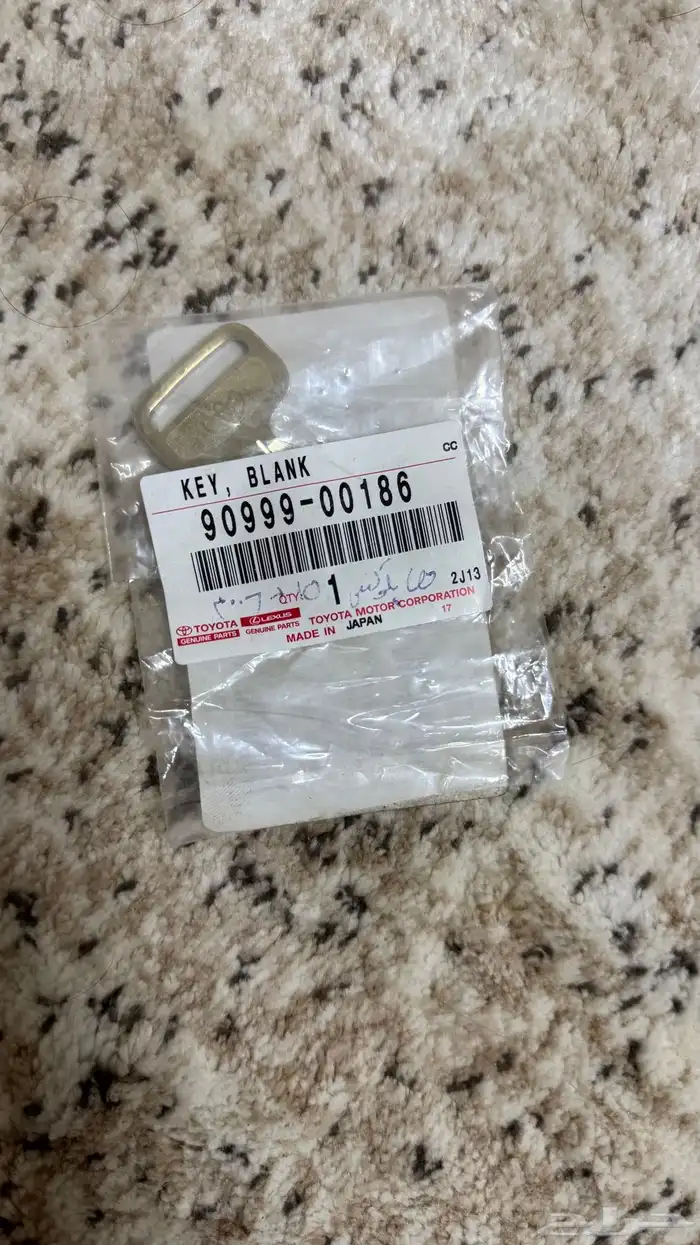 CC
KEY, BLANK
90999-00186
QTY. 1 2J13
TOYOTA LEXUS TOYOTA MOTOR CORPORATION
GENUINE PARTS GENUINE PARTS 17
MADE IN JAPAN
حراج